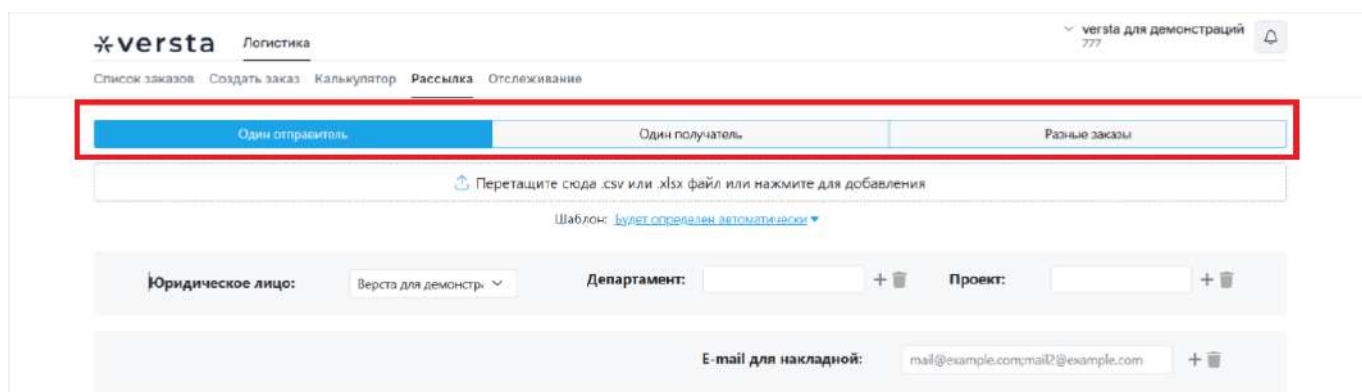 versta Логистика versta для демонстраций
777
Список заказов Создать заказ Калькулятор Рассылка Отслеживание
Один отправитель Один получатель Разные заказы
Перетащите сюда .csv или .xlsx файл или нажмите для добавления
Шаблон: Будет определен автоматически
Юридическое лицо: Верста для демонстр Департамент: Проект:
E-mail для накладной: mail@example.com;mail2@example.com